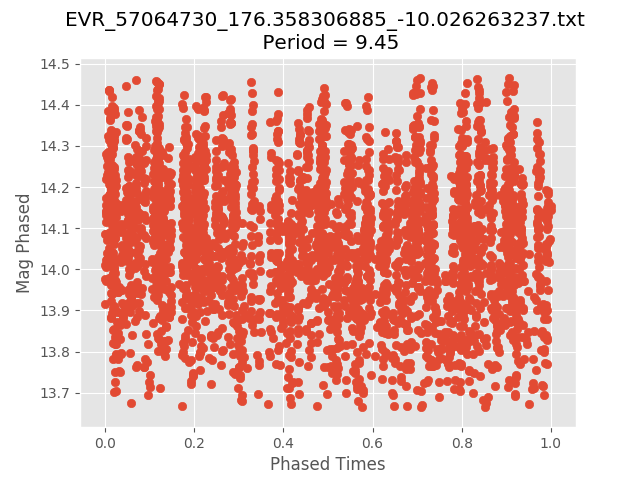 EVR_57064730_176.358306885_-10.026263237.txt
Period = 9.45
14.5
14.4
14.3
14.2
14.1
14.0
13.9
13.8
13.7
Mag Phased
0.0 0.2 0.4 0.6 0.8 1.0
Phased Times